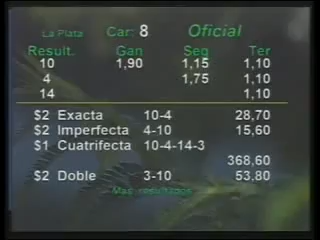 La Plata Car: 8 Oficial
Result. Gan Seg Ter
10 1,90 1,15 1,10
4 1,75 1,10
14 1,10
$2 Exacta 10-4 28,70
$2 Imperfecta 4-10 15,60
$1 Cuatrifecta 10-4-14-3
368,60
$2 Doble 3-10 53,80
Mas resultados